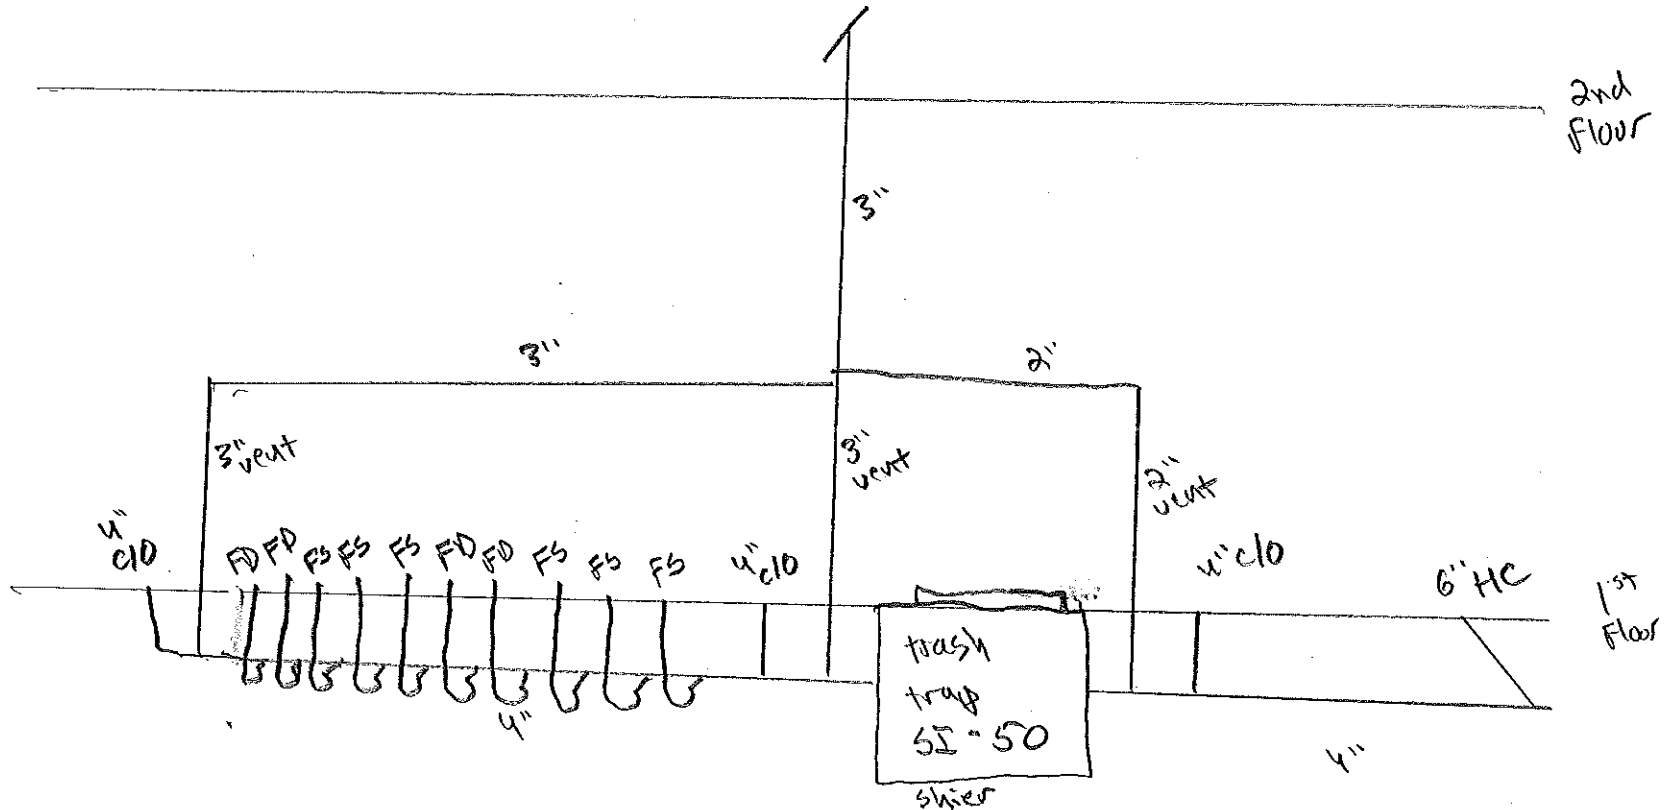 2nd
Floor
3"
3"
2"
3" vent
3" vent
2" vent
4" c/o
FD FD FS FS FS FD FD FS FS FS
4" c/o
4" c/o
6" HC
1st
Floor
trash
trap
SI-50
shier
4"
4"